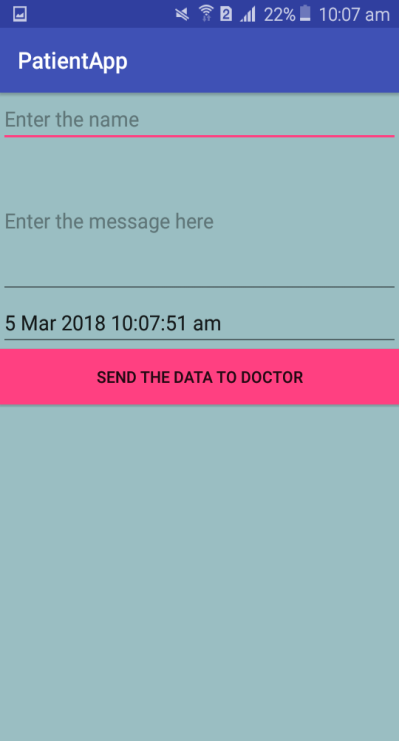 2 22% 10:07 am
PatientApp
Enter the name
Enter the message here
5 Mar 2018 10:07:51 am
SEND THE DATA TO DOCTOR